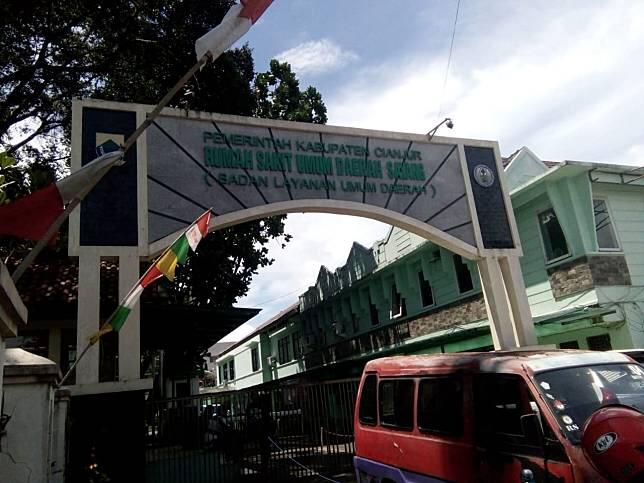 PEMERINTAH KABUPATEN CIANJUR
RUMAH SAKIT UMUM DAERAH SAYANG
( BADAN LAYANAN UMUM DAERAH )